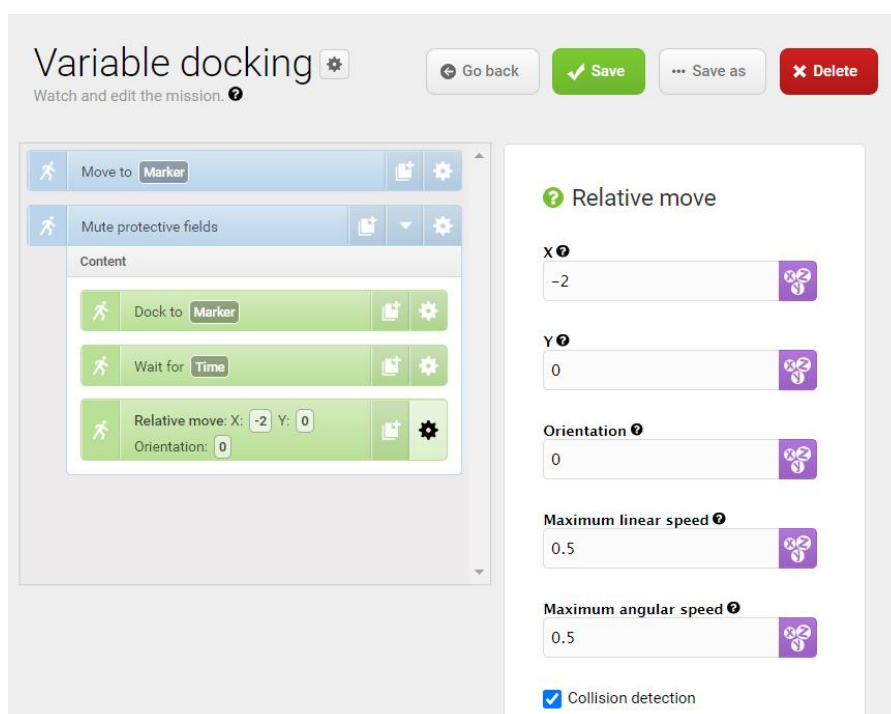 Variable docking
Go back
Save
Save as
Delete
Watch and edit the mission.
Move to Marker
Mute protective fields
Content
Dock to Marker
Wait for Time
Relative move: X: -2 Y: 0
Orientation: 0
Relative move
X
-2
Y
0
Orientation
0
Maximum linear speed
0.5
Maximum angular speed
0.5
Collision detection